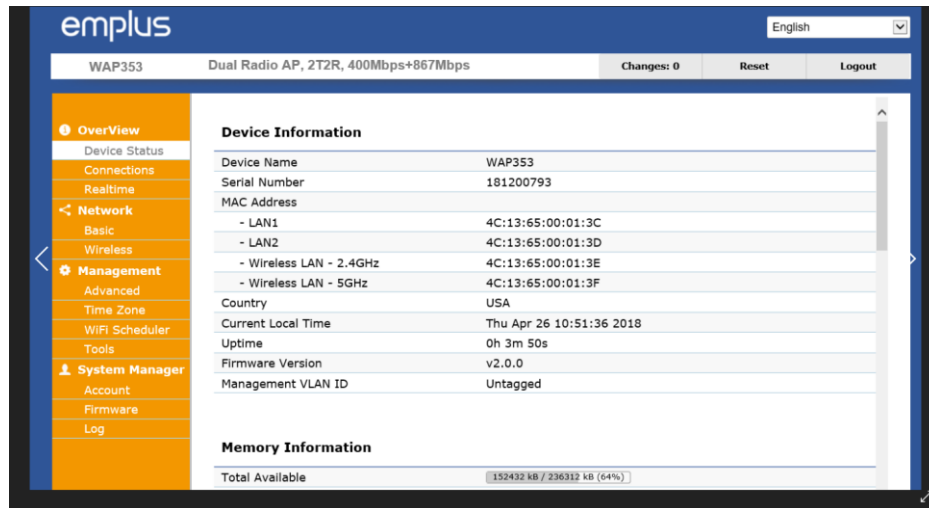 emplus
English
WAP353 Dual Radio AP, 2T2R, 400Mbps+867Mbps Changes: 0 Reset Logout
OverView
Device Status
Connections
Realtime
Network
Basic
Wireless
Management
Advanced
Time Zone
WiFi Scheduler
Tools
System Manager
Account
Firmware
Log
Device Information
Device Name WAP353
Serial Number 181200793
MAC Address
- LAN1 4C:13:65:00:01:3C
- LAN2 4C:13:65:00:01:3D
- Wireless LAN - 2.4GHz 4C:13:65:00:01:3E
- Wireless LAN - 5GHz 4C:13:65:00:01:3F
Country USA
Current Local Time Thu Apr 26 10:51:36 2018
Uptime 0h 3m 50s
Firmware Version v2.0.0
Management VLAN ID Untagged
Memory Information
Total Available 152432 kB / 236312 kB (64%)